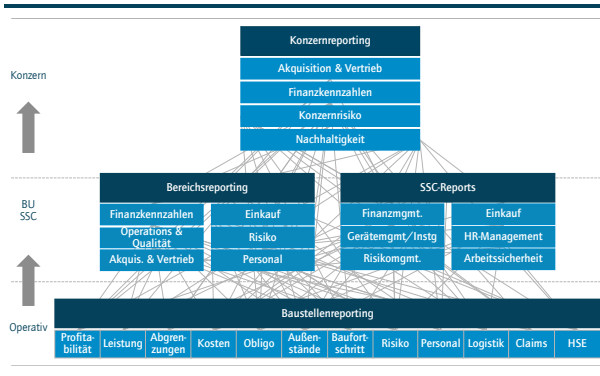 Konzernreporting
Konzern
Akquisition & Vertrieb
Finanzkennzahlen
Konzernrisiko
Nachhaltigkeit
BU
SSC
Bereichsreporting
Finanzkennzahlen
Einkauf
Operations &
Qualität
Risiko
Akquis. & Vertrieb
Personal
SSC-Reports
Finanzmgmt.
Einkauf
Gerätemgmt/Instg
HR-Management
Risikomgmt.
Arbeitssicherheit
Operativ
Baustellenreporting
Profita-
bilität
Leistung
Abgren-
zungen
Kosten
Obligo
Außen-
stände
Baufort-
schritt
Risiko
Personal
Logistik
Claims
HSE